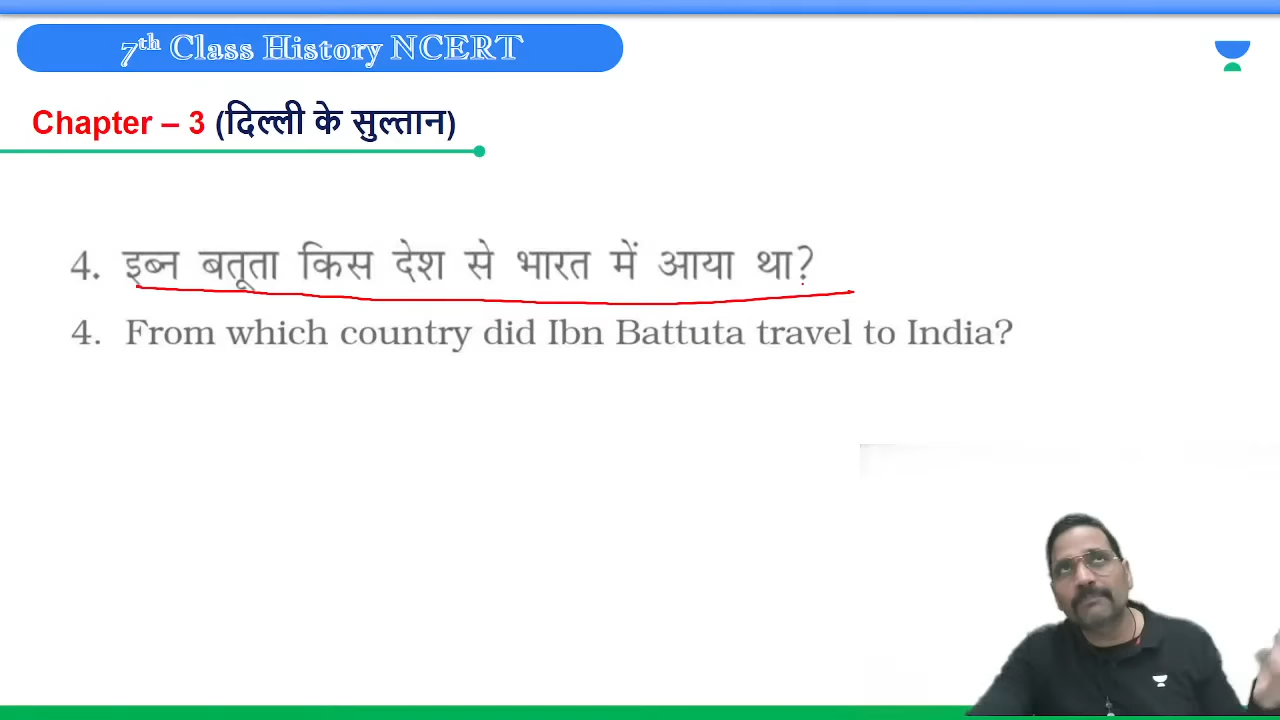 7th Class History NCERT
Chapter – 3 (दिल्ली के सुल्तान)
4. इब्न बतूता किस देश से भारत में आया था?
4. From which country did Ibn Battuta travel to India?